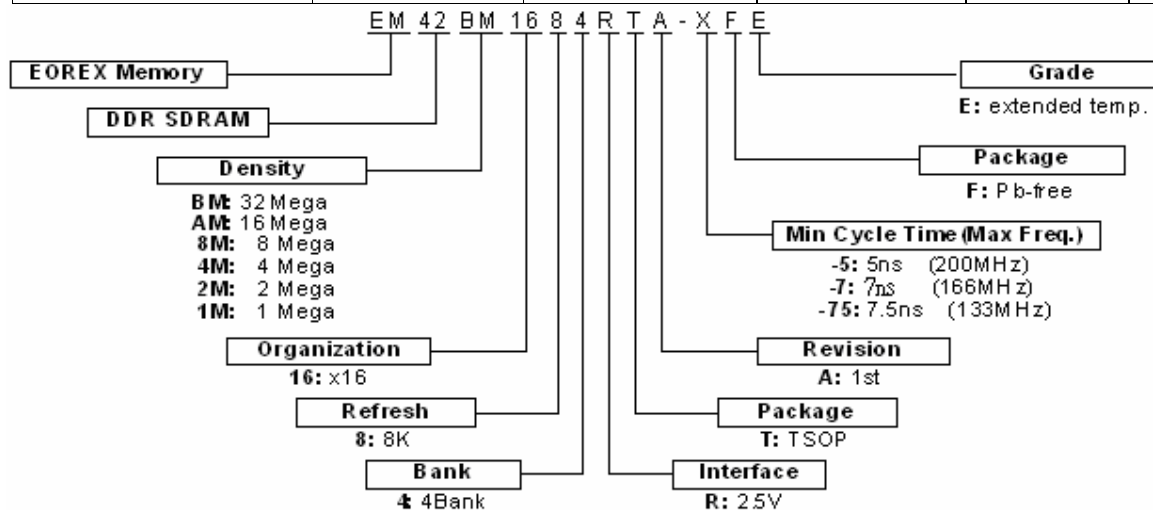 EM 42 BM 16 8 4 R T A - X F E
EOREX Memory
DDR SDRAM
Density
BM: 32 Mega
AM: 16 Mega
8M: 8 Mega
4M: 4 Mega
2M: 2 Mega
1M: 1 Mega
Organization
16: x16
Refresh
8: 8K
Bank
4: 4Bank
Grade
E: extended temp.
Package
F: Pb-free
Min Cycle Time (Max Freq.)
-5: 5ns (200MHz)
-7: 7ns (166MHz)
-75: 7.5ns (133MHz)
Revision
A: 1st
Package
T: TSOP
Interface
R: 2.5V